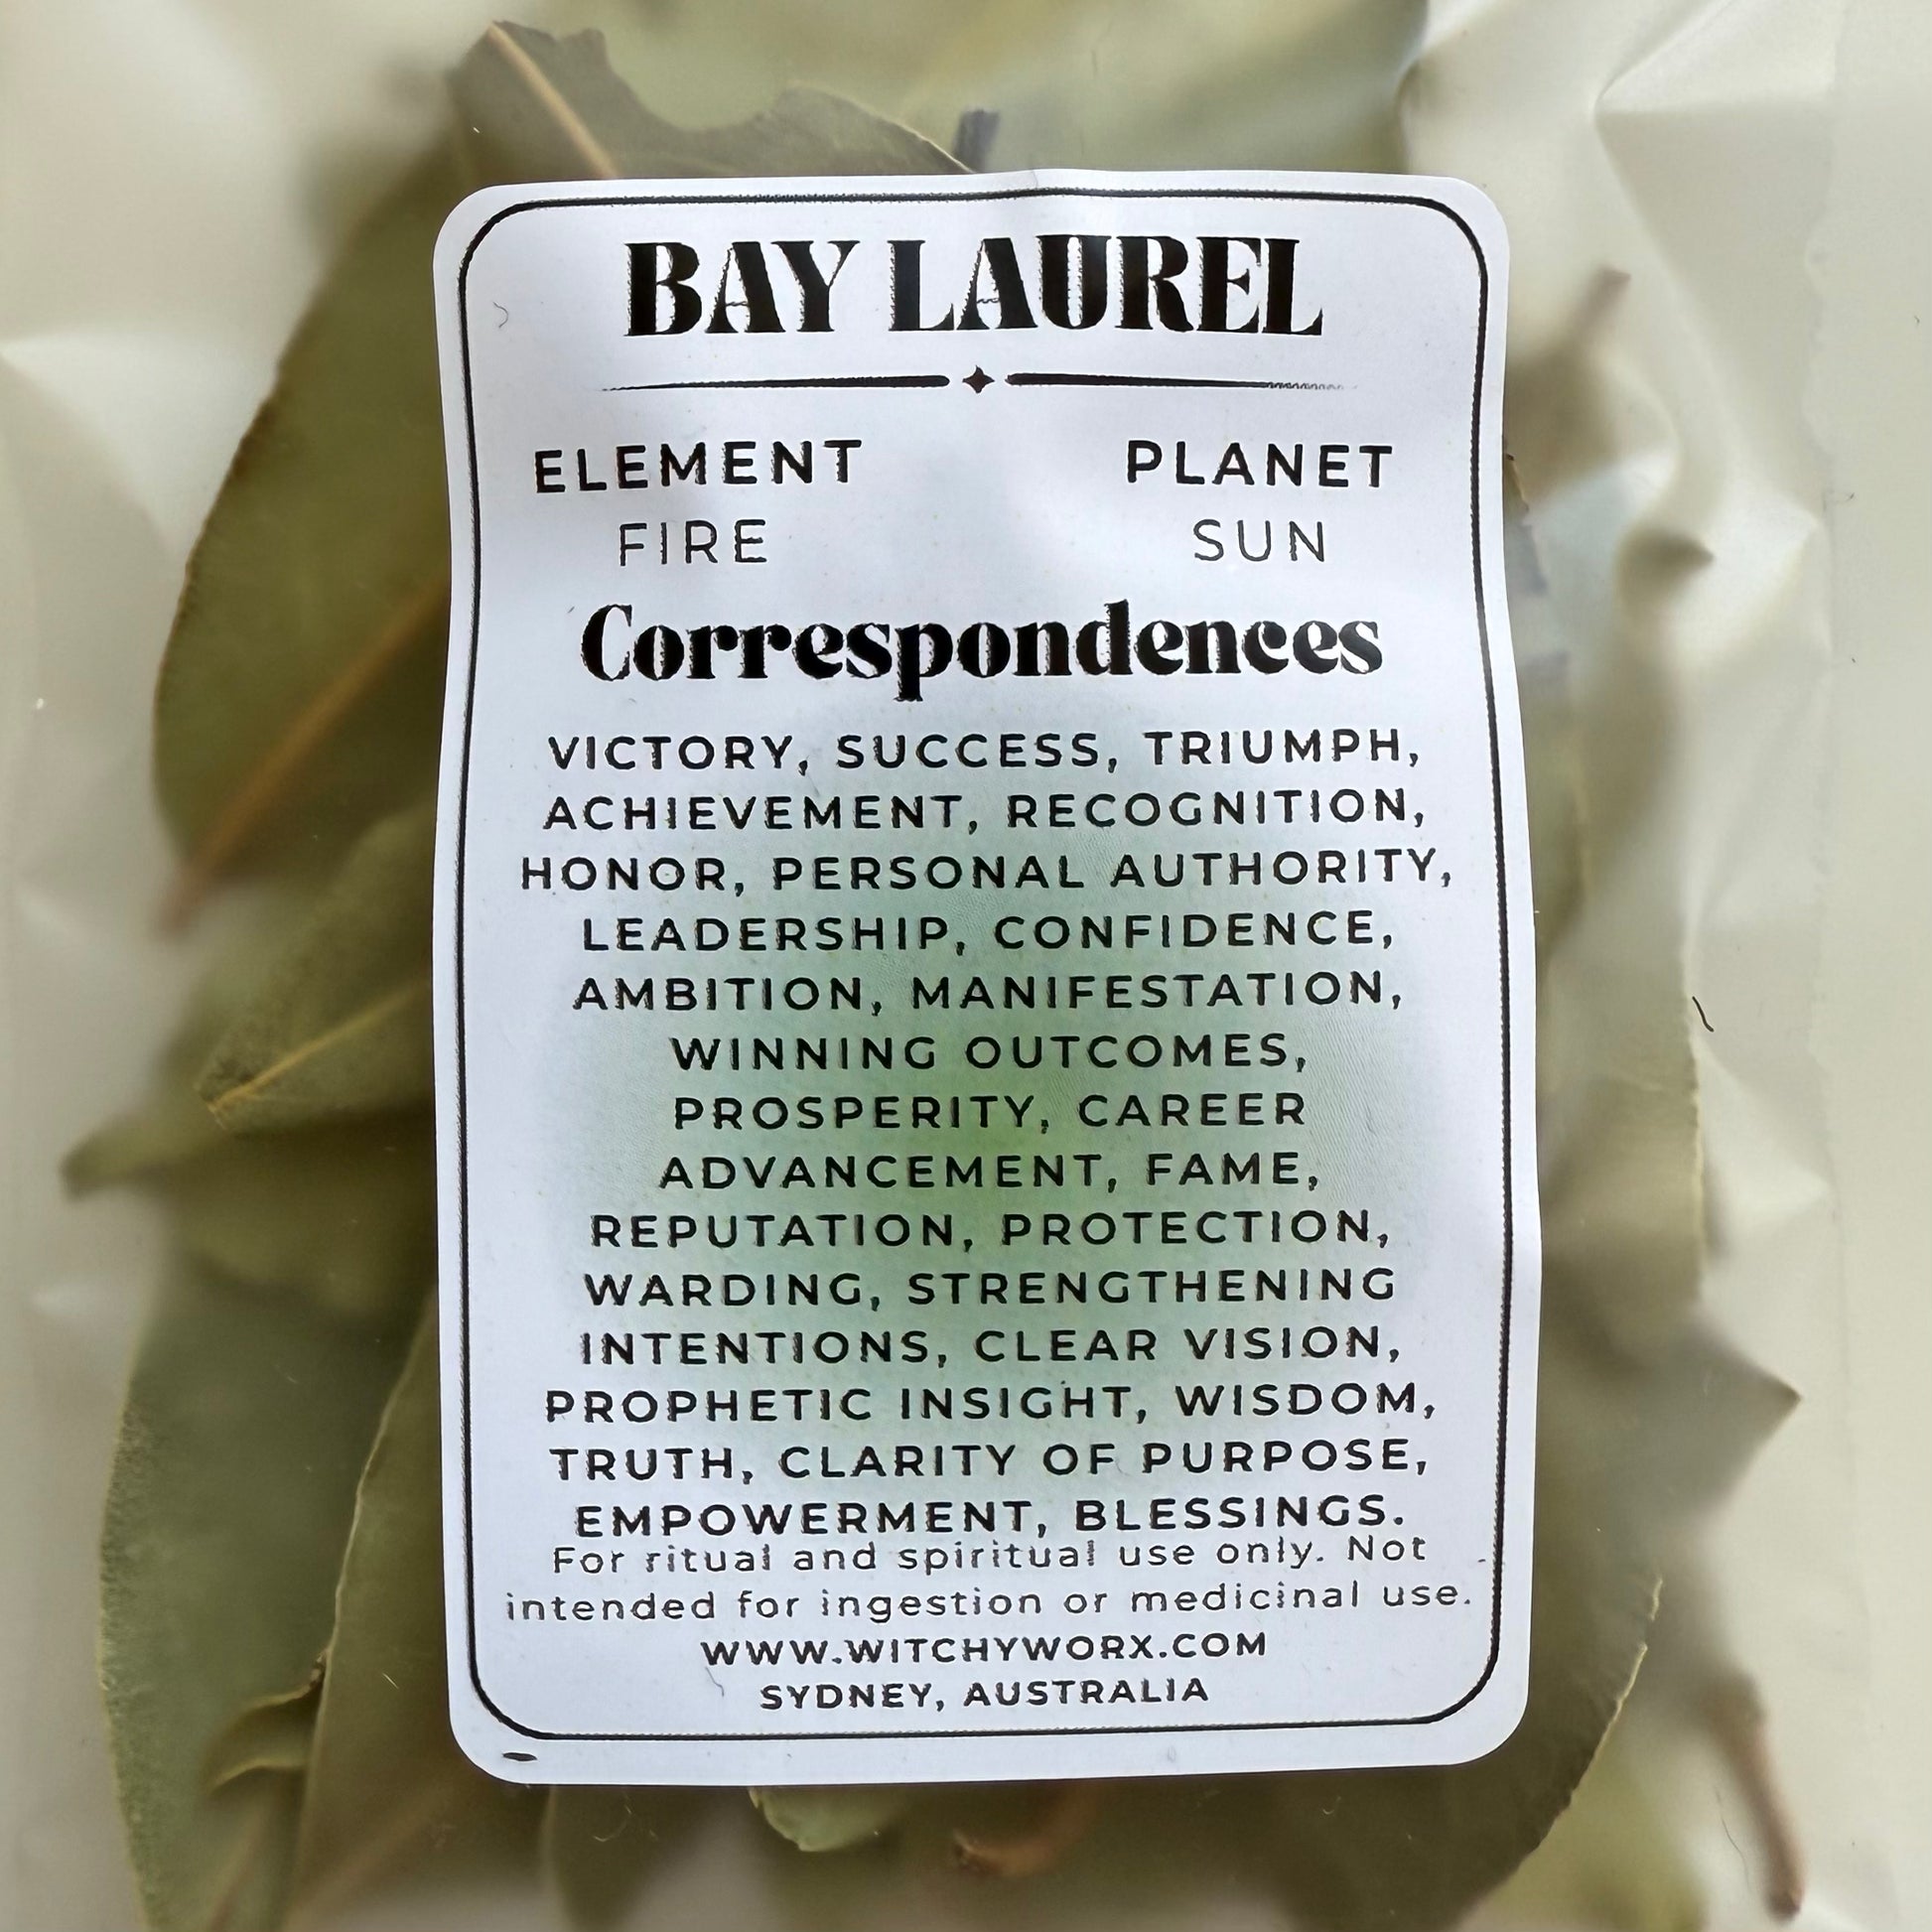 BAY LAUREL
ELEMENT PLANET
FIRE SUN
Correspondences
VICTORY, SUCCESS, TRIUMPH,
ACHIEVEMENT, RECOGNITION,
HONOR, PERSONAL AUTHORITY,
LEADERSHIP, CONFIDENCE,
AMBITION, MANIFESTATION,
WINNING OUTCOMES,
PROSPERITY, CAREER
ADVANCEMENT, FAME,
REPUTATION, PROTECTION,
WARDING, STRENGTHENING
INTENTIONS, CLEAR VISION,
PROPHETIC INSIGHT, WISDOM,
TRUTH, CLARITY OF PURPOSE,
EMPOWERMENT, BLESSINGS.
For ritual and spiritual use only. Not
intended for ingestion or medicinal use.
WWW.WITCHYWORX.COM
SYDNEY, AUSTRALIA